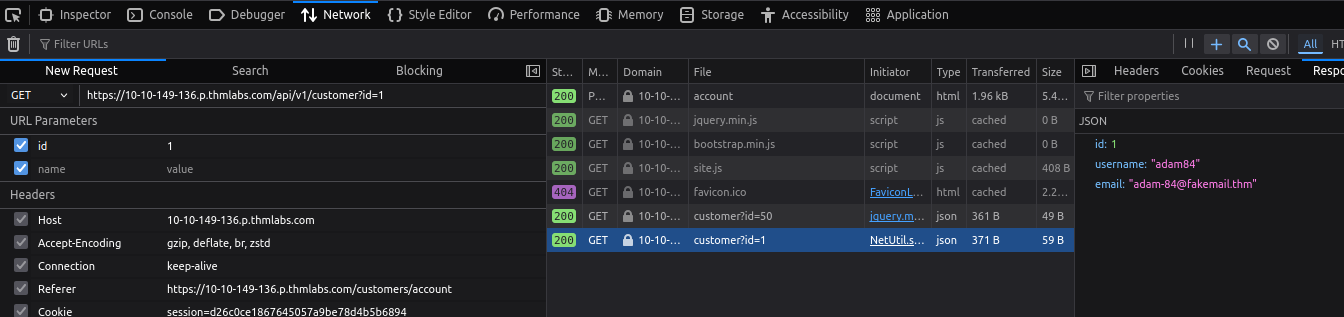 Inspector Console Debugger Network Style Editor Performance Memory Storage Accessibility Application
Filter URLs All HT
New Request Search Blocking
GET https://10-10-149-136.p.thmlabs.com/api/v1/customer?id=1
URL Parameters
id 1
name value
Headers
Host 10-10-149-136.p.thmlabs.com
Accept-Encoding gzip, deflate, br, zstd
Connection keep-alive
Referer https://10-10-149-136.p.thmlabs.com/customers/account
Cookie session=d26c0ce1867645057a9be78d4b5b6894
St... M... Domain File Initiator Type Transferred Size
200 P... 10-10-... account document html 1.96 kB 5.4...
200 GET 10-10-... jquery.min.js script js cached 0 B
200 GET 10-10-... bootstrap.min.js script js cached 0 B
200 GET 10-10-... site.js script js cached 408 B
404 GET 10-10-... favicon.ico FaviconL... html cached 2.2...
200 GET 10-10-... customer?id=50 jquery.m... json 361 B 49 B
200 GET 10-10-... customer?id=1 NetUtil.s... json 371 B 59 B
Headers Cookies Request Respo
Filter properties
JSON
id: 1
username: "adam84"
email: "adam-84@fakemail.thm"